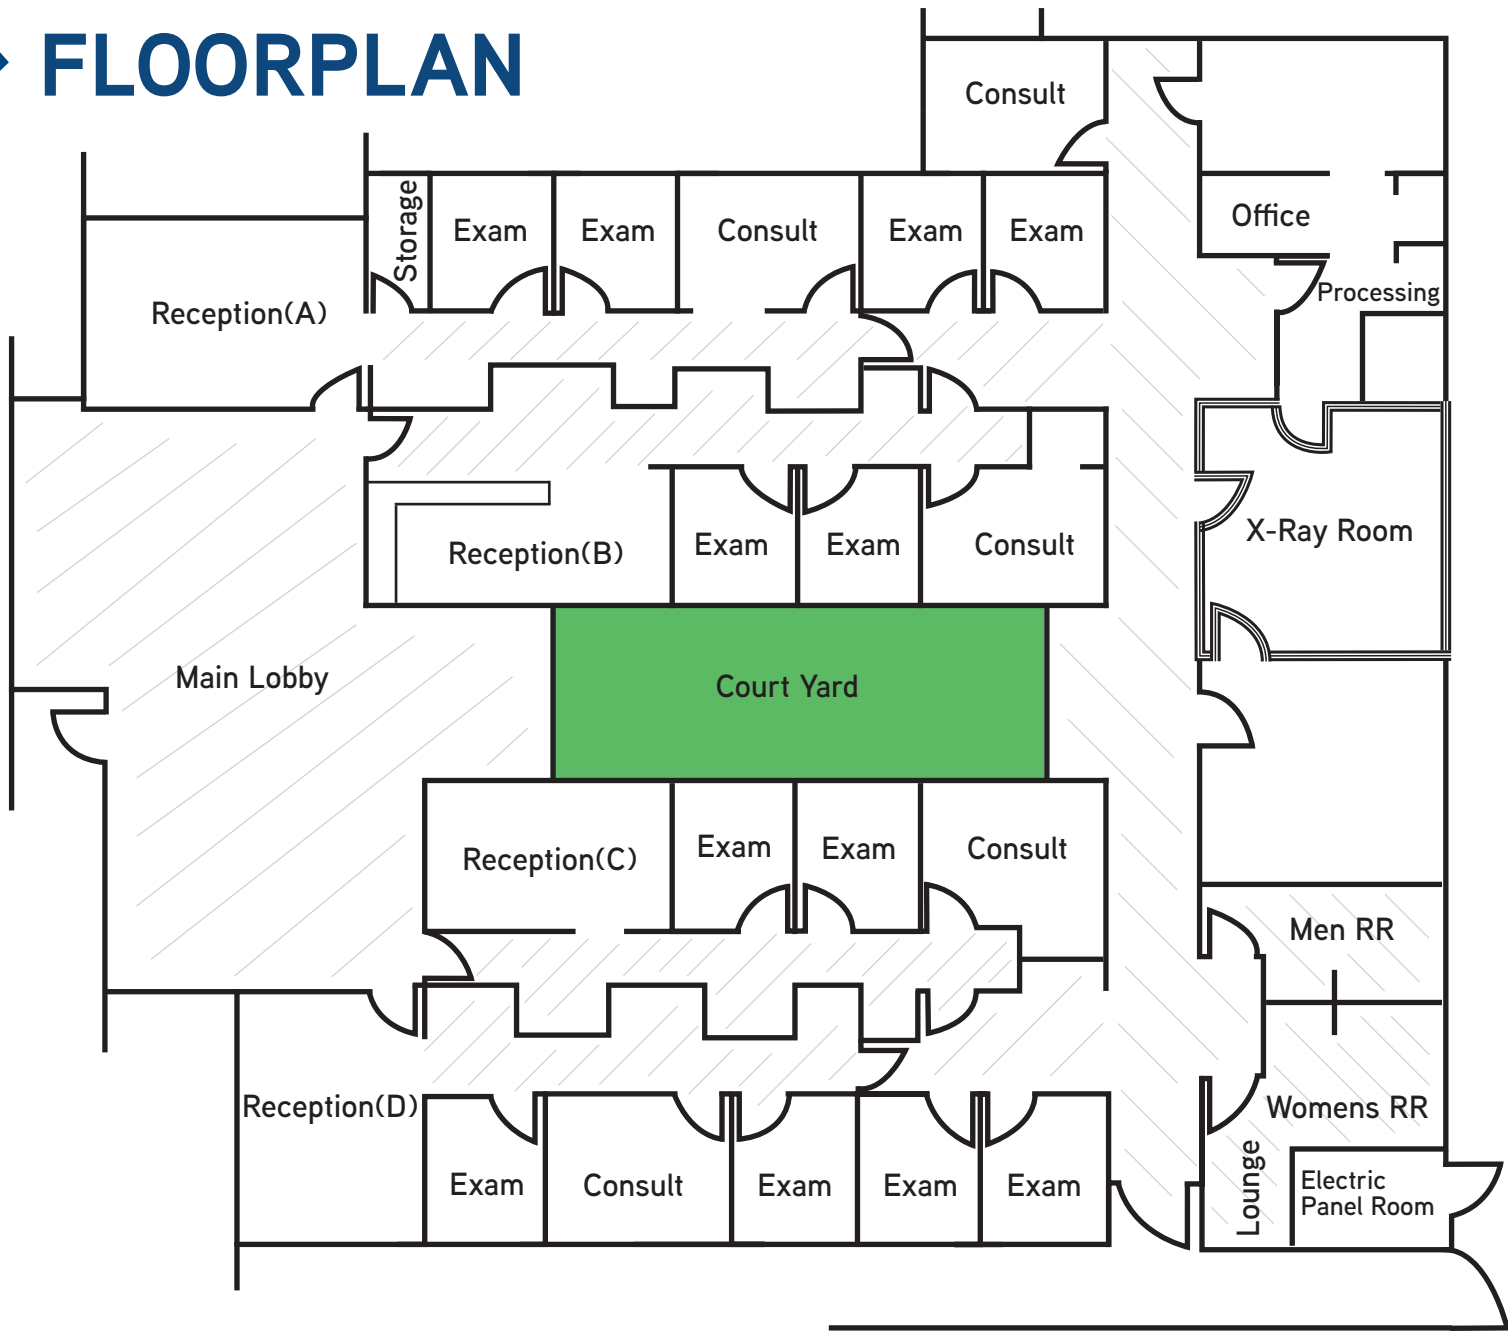 FLOORPLAN
Consult
Storage
Exam
Exam
Consult
Exam
Exam
Office
Reception(A)
Processing
X-Ray Room
Reception(B)
Exam
Exam
Consult
Main Lobby
Court Yard
Reception(C)
Exam
Exam
Consult
Men RR
Reception(D)
Womens RR
Exam
Consult
Exam
Exam
Exam
Lounge
Electric
Panel Room